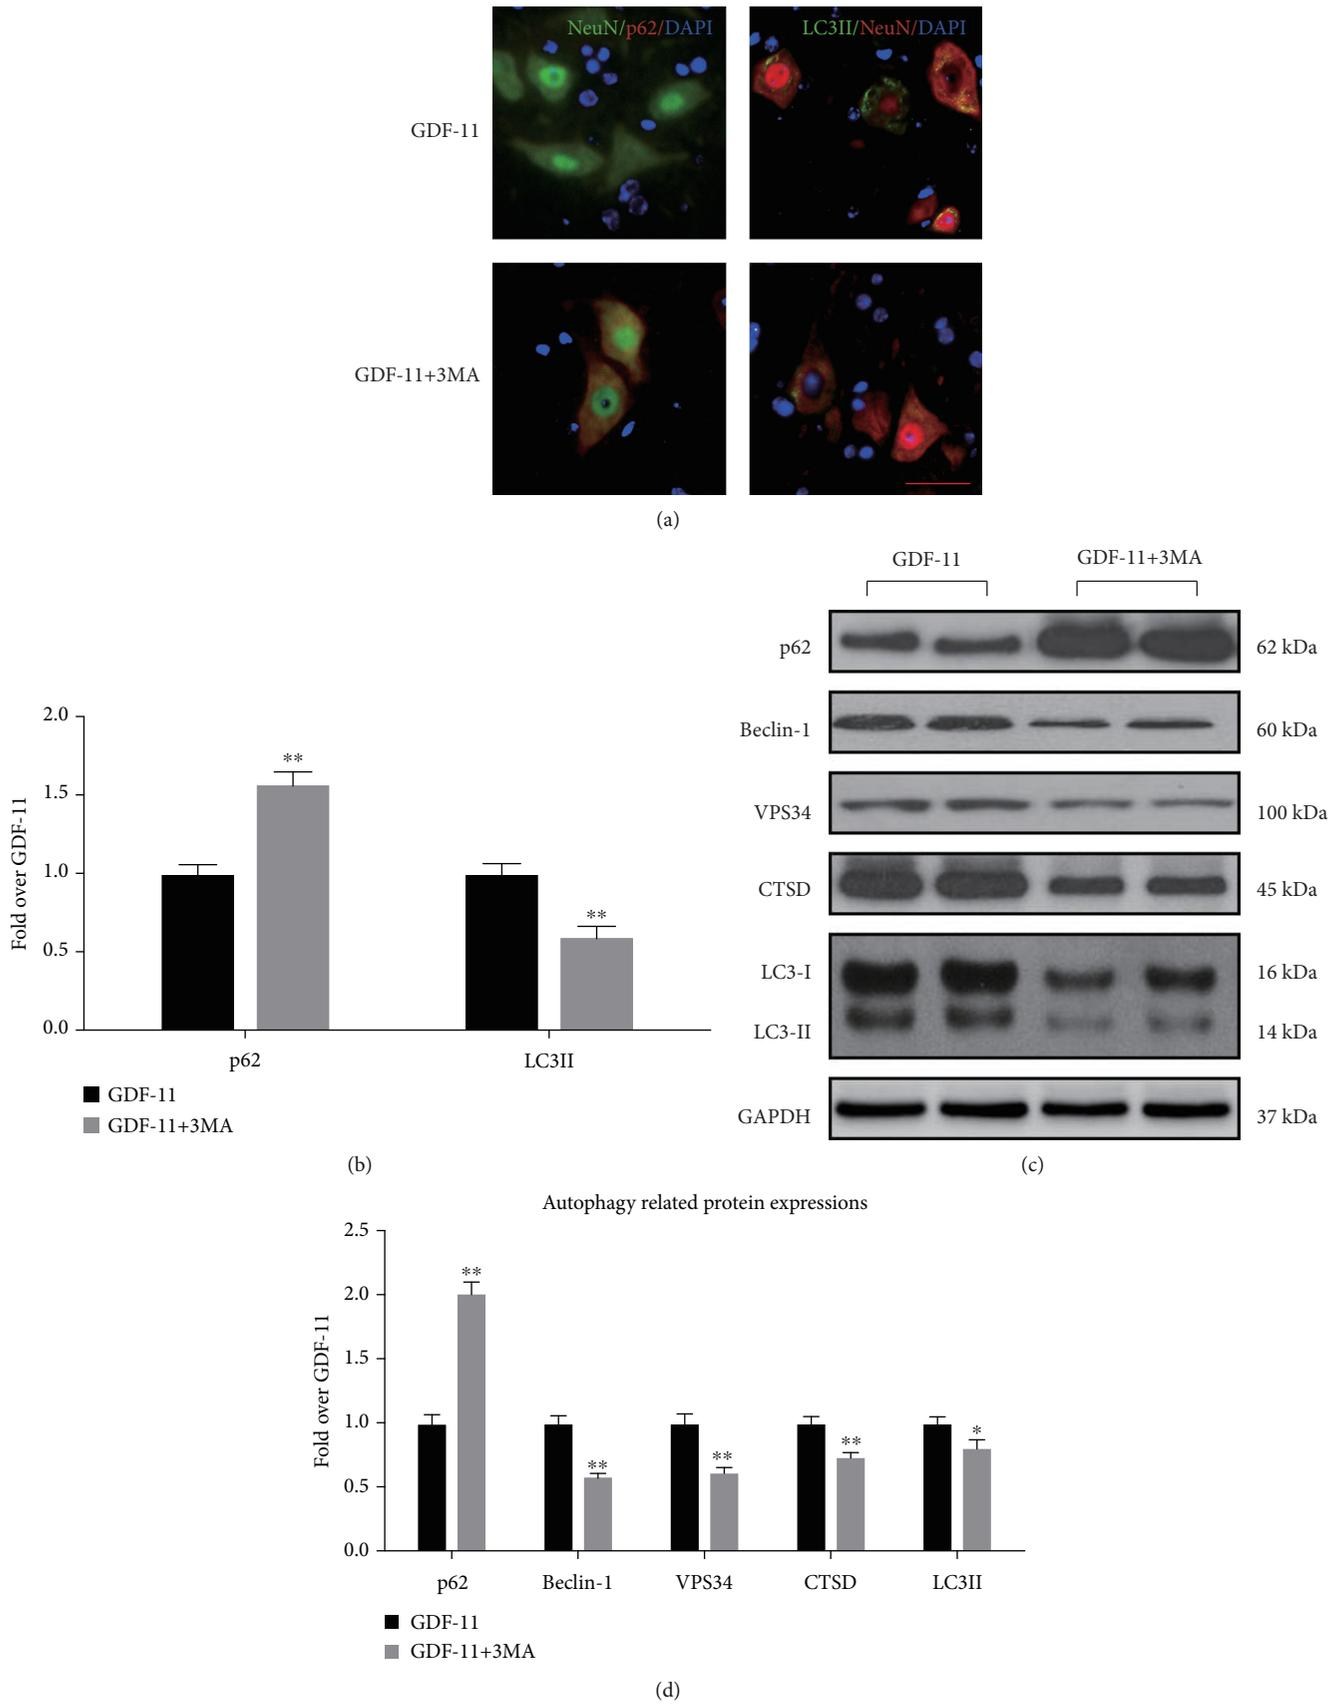 NeuN/p62/DAPI
LC3II/NeuN/DAPI
GDF-11
GDF-11+3MA
(a)
2.0
1.5
1.0
0.5
0.0
Fold over GDF-11
**
**
p62
LC3II
GDF-11
GDF-11+3MA
(b)
GDF-11
GDF-11+3MA
p62
62 kDa
Beclin-1
60 kDa
VPS34
100 kDa
CTSD
45 kDa
LC3-I
16 kDa
LC3-II
14 kDa
GAPDH
37 kDa
(c)
Autophagy related protein expressions
2.5
2.0
1.5
1.0
0.5
0.0
Fold over GDF-11
**
**
**
**
*
p62
Beclin-1
VPS34
CTSD
LC3II
GDF-11
GDF-11+3MA
(d)